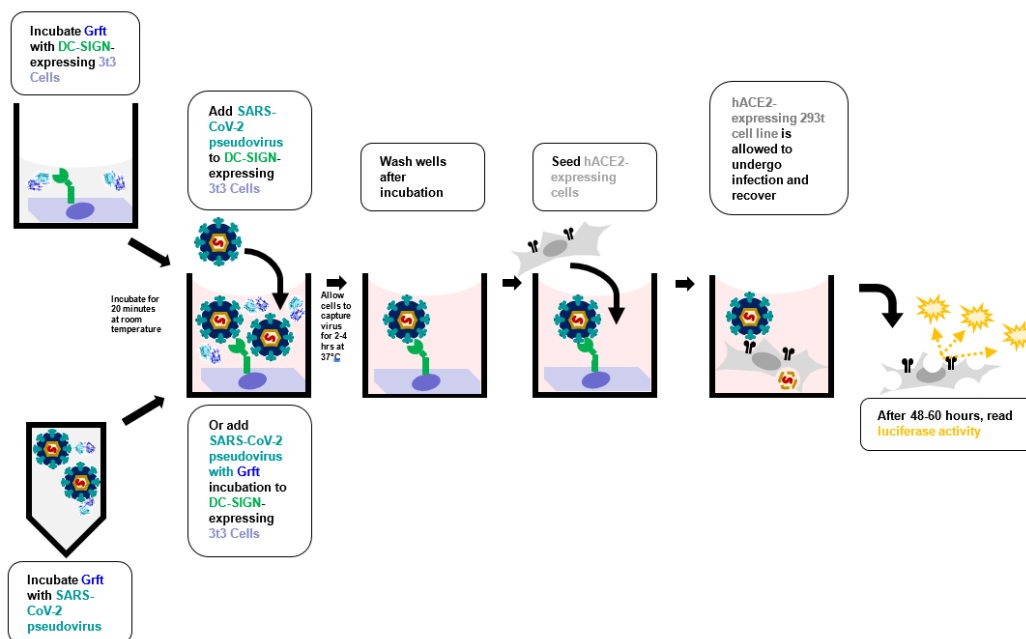 Incubate Grft
with DC-SIGN-
expressing 3t3
Cells
Add SARS-
CoV-2
pseudovirus
to DC-SIGN-
expressing
3t3 Cells
Wash wells
after
incubation
Seed hACE2-
expressing
cells
hACE2-
expressing 293t
cell line is
allowed to
undergo
infection and
recover
Incubate for
20 minutes
at room
temperature
Allow
cells to
capture
virus
for 2-4
hrs at
37°C
S
S
S
S
S
S
S
S
S
Or add
SARS-CoV-2
pseudovirus
with Grft
incubation to
DC-SIGN-
expressing
3t3 Cells
After 48-60 hours, read
luciferase activity
Incubate Grft
with SARS-
CoV-2
pseudovirus